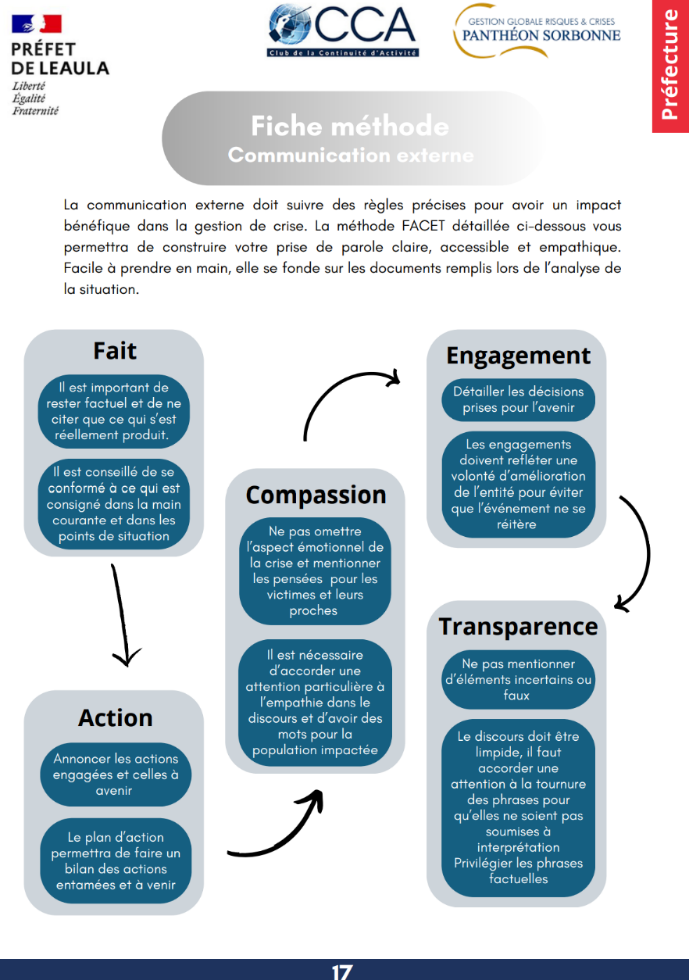 PRÉFET
DE LEAULA
Liberté
Égalité
Fraternité
CCA
Club de la Continuité d'Activité
GESTION GLOBALE RISQUES & CRISES
PANTHÉON SORBONNE
Préfecture
Fiche méthode
Communication externe
La communication externe doit suivre des règles précises pour avoir un impact
bénéfique dans la gestion de crise. La méthode FACET détaillée ci-dessous vous
permettra de construire votre prise de parole claire, accessible et empathique.
Facile à prendre en main, elle se fonde sur les documents remplis lors de l'analyse de
la situation.
Fait
Il est important de
rester factuel et de ne
citer que ce qui s'est
réellement produit.
Il est conseillé de se
conformé à ce qui est
consigné dans la main
courante et dans les
points de situation
Action
Annoncer les actions
engagées et celles à
avenir
Le plan d'action
permettra de faire un
bilan des actions
entamées et à venir
Compassion
Ne pas omettre
l'aspect émotionnel de
la crise et mentionner
les pensées pour les
victimes et leurs
proches
Il est nécessaire
d'accorder une
attention particulière à
l'empathie dans le
discours et d'avoir des
mots pour la
population impactée
Engagement
Détailler les décisions
prises pour l'avenir
Les engagements
doivent refléter une
volonté d'amélioration
de l'entité pour éviter
que l'événement ne se
réitère
Transparence
Ne pas mentionner
d'éléments incertains ou
faux
Le discours doit être
limpide, il faut
accorder une
attention à la tournure
des phrases pour
qu'elles ne soient pas
soumises à
interprétation
Privilégier les phrases
factuelles
17